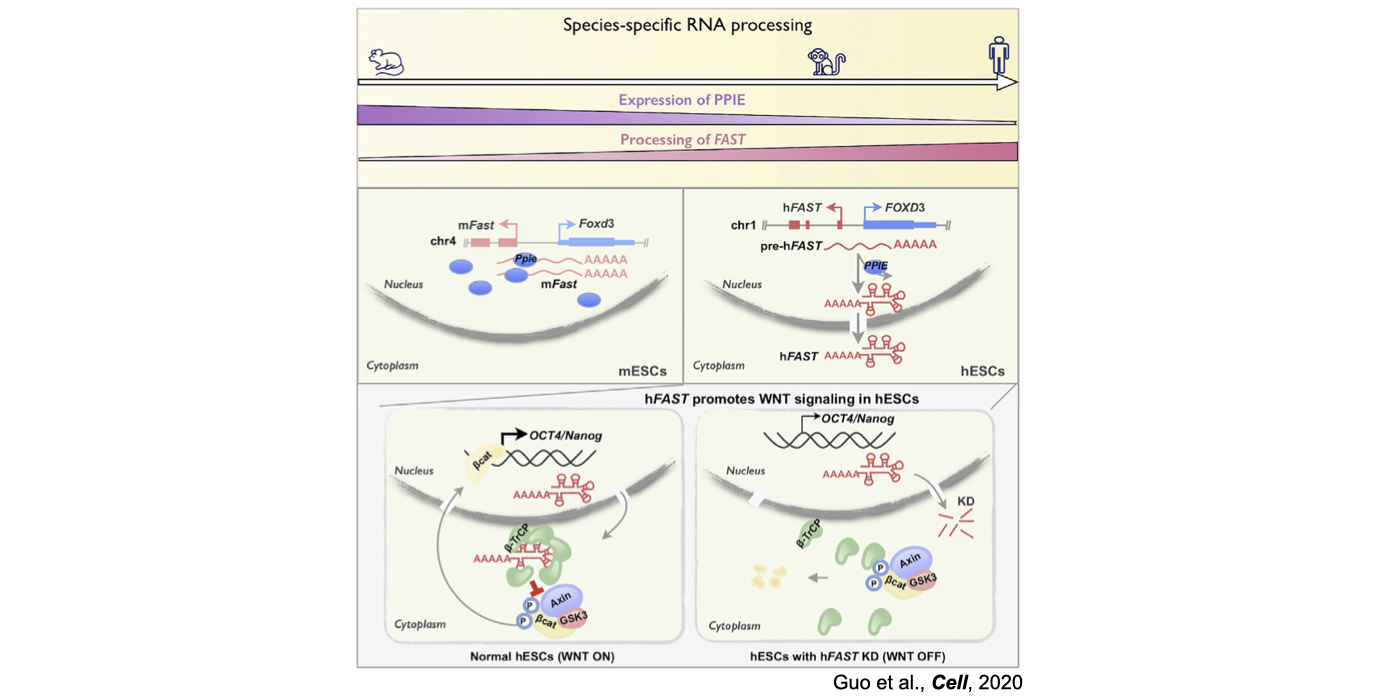 Species-specific RNA processing
Expression of PPIE
Processing of FAST
mFast
Foxd3
chr4
Ppie
AAAAA
AAAAA
mFast
Nucleus
Cytoplasm
mESCs
hFAST
FOXD3
chr1
pre-hFAST
AAAAA
PPIE
Nucleus
AAAAA
hFAST
AAAAA
Cytoplasm
hESCs
hFAST promotes WNT signaling in hESCs
OCT4/Nanog
βcat
Nucleus
AAAAA
β-TrCP
AAAAA
P
Axin
P
βcat
GSK3
Cytoplasm
Normal hESCs (WNT ON)
OCT4/Nanog
Nucleus
AAAAA
KD
β-TrCP
P
Axin
P
βcat
GSK3
Cytoplasm
hESCs with hFAST KD (WNT OFF)
Guo et al., Cell, 2020